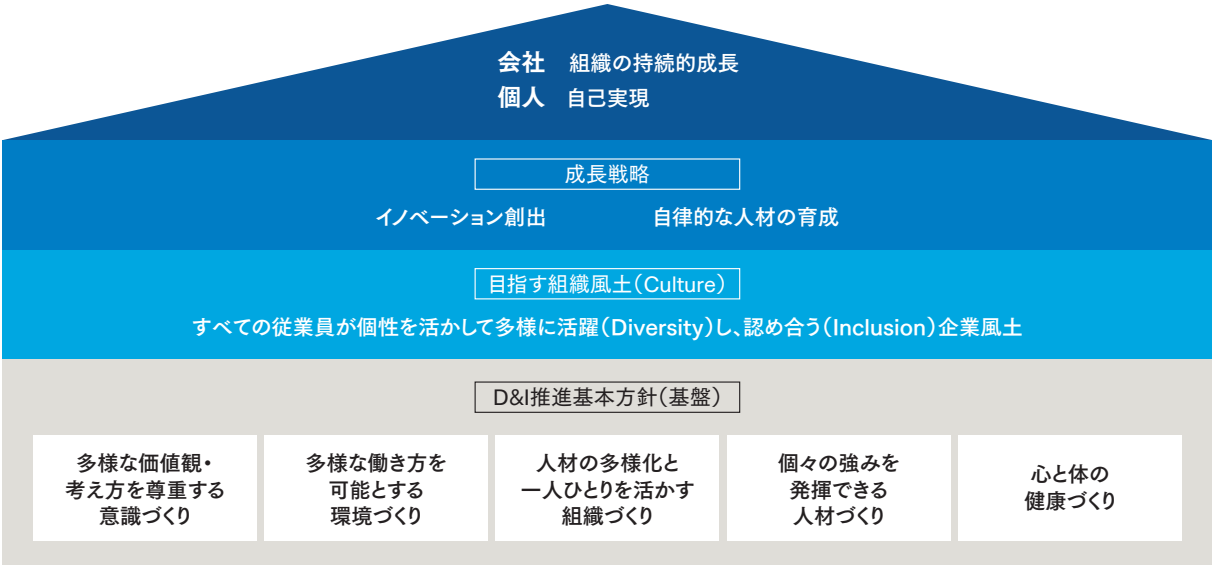 会社 組織の持続的成長
個人 自己実現
成長戦略
イノベーション創出 自律的な人材の育成
目指す組織風土（Culture）
すべての従業員が個性を活かして多様に活躍（Diversity）し、認め合う（Inclusion）企業風土
D&I推進基本方針（基盤）
多様な価値観・
考え方を尊重する
意識づくり
多様な働き方を
可能とする
環境づくり
人材の多様化と
一人ひとりを活かす
組織づくり
個々の強みを
発揮できる
人材づくり
心と体の
健康づくり